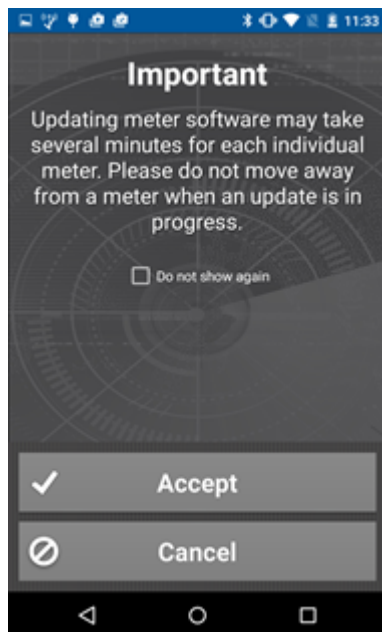 11:33
Important
Updating meter software may take
several minutes for each individual
meter. Please do not move away
from a meter when an update is in
progress.
Do not show again
Accept
Cancel